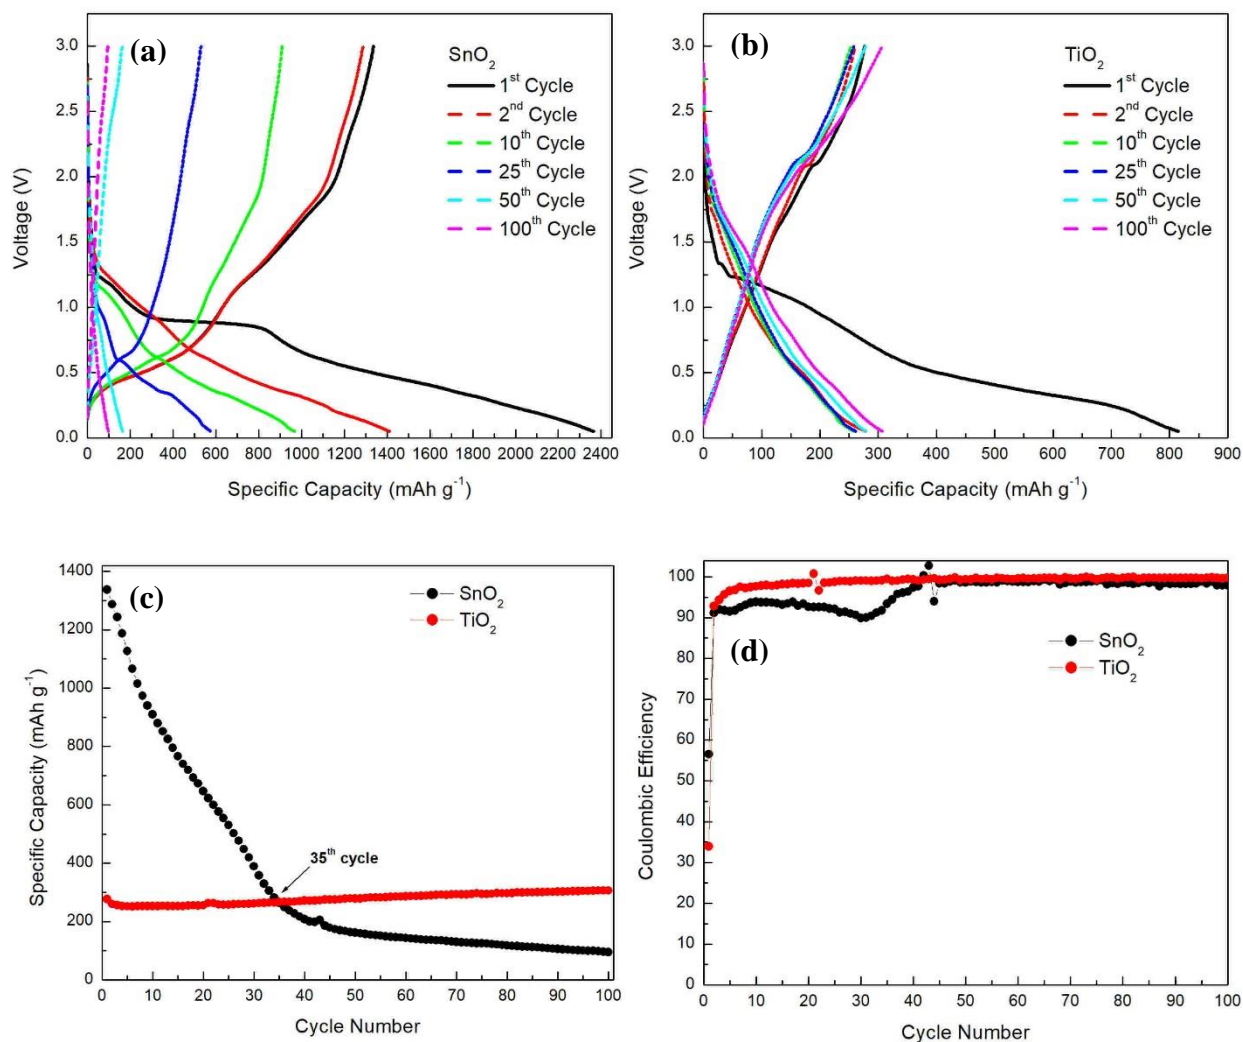 (a)
SnO2
1st Cycle
2nd Cycle
10th Cycle
25th Cycle
50th Cycle
100th Cycle
3.0
2.5
2.0
1.5
1.0
0.5
0.0
Voltage (V)
0 200 400 600 800 1000 1200 1400 1600 1800 2000 2200 2400
Specific Capacity (mAh g-1)
(b)
TiO2
1st Cycle
2nd Cycle
10th Cycle
25th Cycle
50th Cycle
100th Cycle
3.0
2.5
2.0
1.5
1.0
0.5
0.0
Voltage (V)
0 100 200 300 400 500 600 700 800 900
Specific Capacity (mAh g-1)
(c)
SnO2
TiO2
35th cycle
1400
1200
1000
800
600
400
200
0
Specific Capacity (mAh g-1)
0 10 20 30 40 50 60 70 80 90 100
Cycle Number
(d)
SnO2
TiO2
100
90
80
70
60
50
40
30
20
10
0
Coulombic Efficiency
0 10 20 30 40 50 60 70 80 90 100
Cycle Number